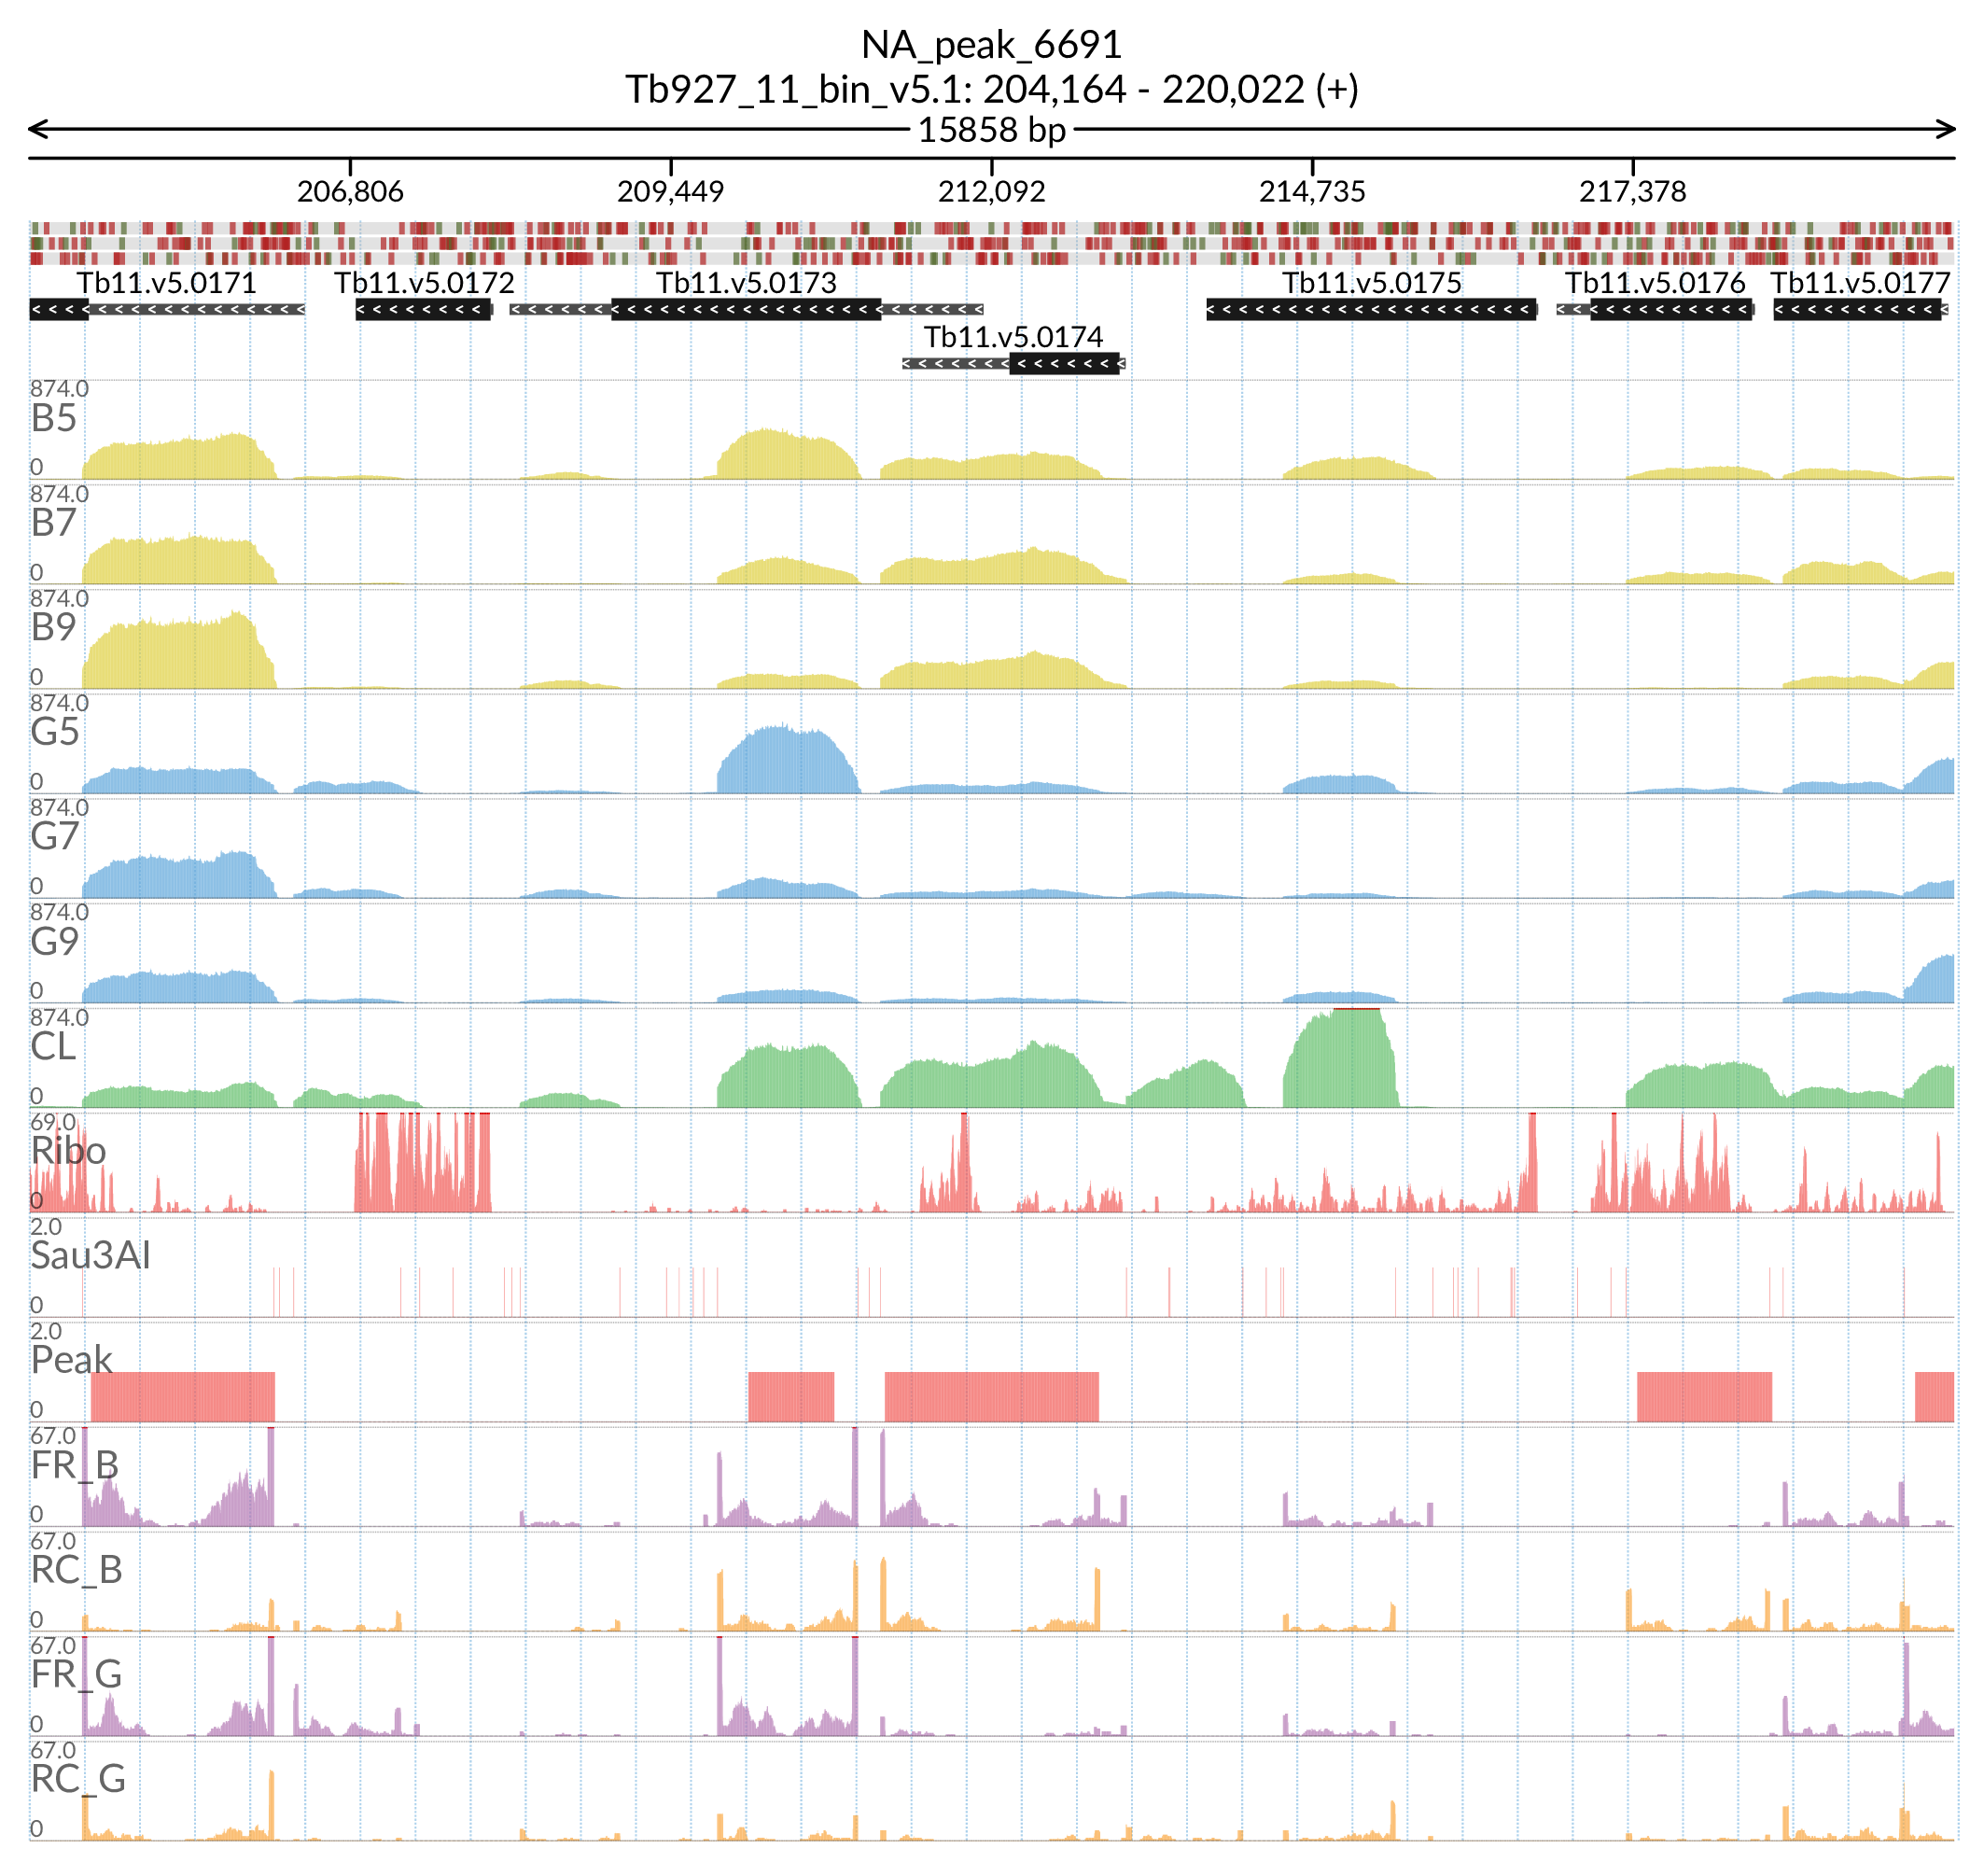 NA_peak_6691
Tb927_11_bin_v5.1: 204,164 - 220,022 (+)
15858 bp
206,806 209,449 212,092 214,735 217,378
Tb11.v5.0171 Tb11.v5.0172 Tb11.v5.0173 Tb11.v5.0175 Tb11.v5.0176 Tb11.v5.0177
Tb11.v5.0174
874.0
B5
0
874.0
B7
0
874.0
B9
0
874.0
G5
0
874.0
G7
0
874.0
G9
0
874.0
CL
0
69.0
Ribo
0
2.0
Sau3AI
0
2.0
Peak
0
67.0
FR_B
0
67.0
RC_B
0
67.0
FR_G
0
67.0
RC_G
0